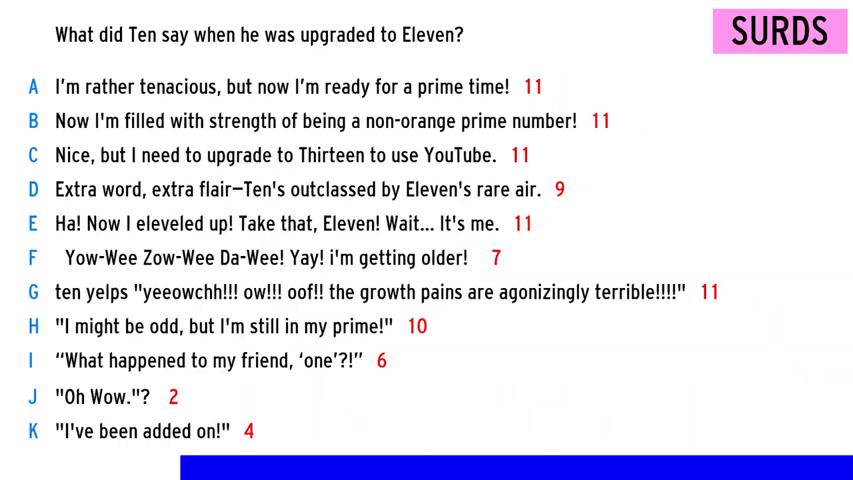 What did Ten say when he was upgraded to Eleven?
SURDS
A I'm rather tenacious, but now I'm ready for a prime time! 11
B Now I'm filled with strength of being a non-orange prime number! 11
C Nice, but I need to upgrade to Thirteen to use YouTube. 11
D Extra word, extra flair—Ten's outclassed by Eleven's rare air. 9
E Ha! Now I eleveled up! Take that, Eleven! Wait... It's me. 11
F Yow-Wee Zow-Wee Da-Wee! Yay! i'm getting older! 7
G ten yelps "yeeowchh!!! ow!!! oof!! the growth pains are agonizingly terrible!!!!" 11
H "I might be odd, but I'm still in my prime!" 10
I “What happened to my friend, ‘one’?!” 6
J "Oh Wow."? 2
K "I've been added on!" 4